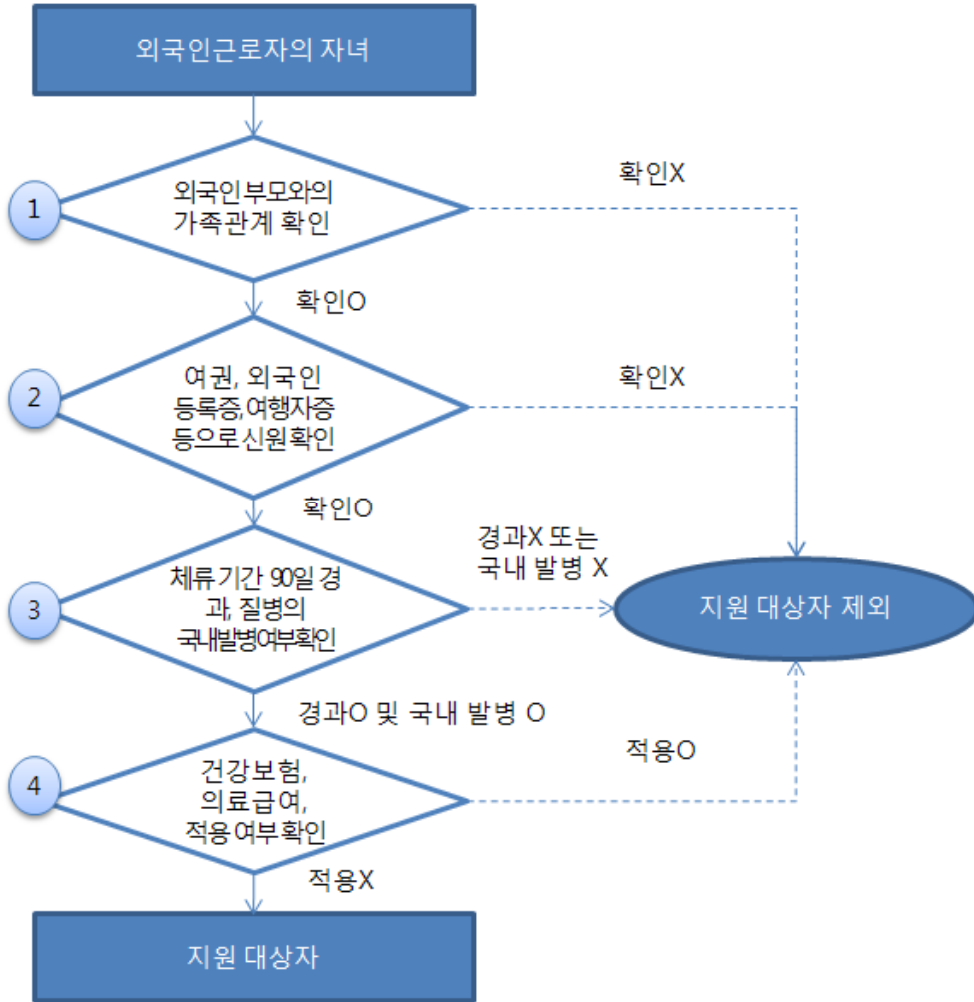 외국인근로자의 자녀
1
외국인 부모와의
가족관계 확인
확인X
확인O
2
여권, 외국인
등록증,여행자증
등으로 신원 확인
확인X
확인O
3
체류 기간 90일 경
과, 질병의
국내발병여부확인
경과X 또는
국내 발병 X
지원 대상자 제외
경과O 및 국내 발병 O
4
건강보험,
의료급여,
적용 여부 확인
적용O
적용X
지원 대상자